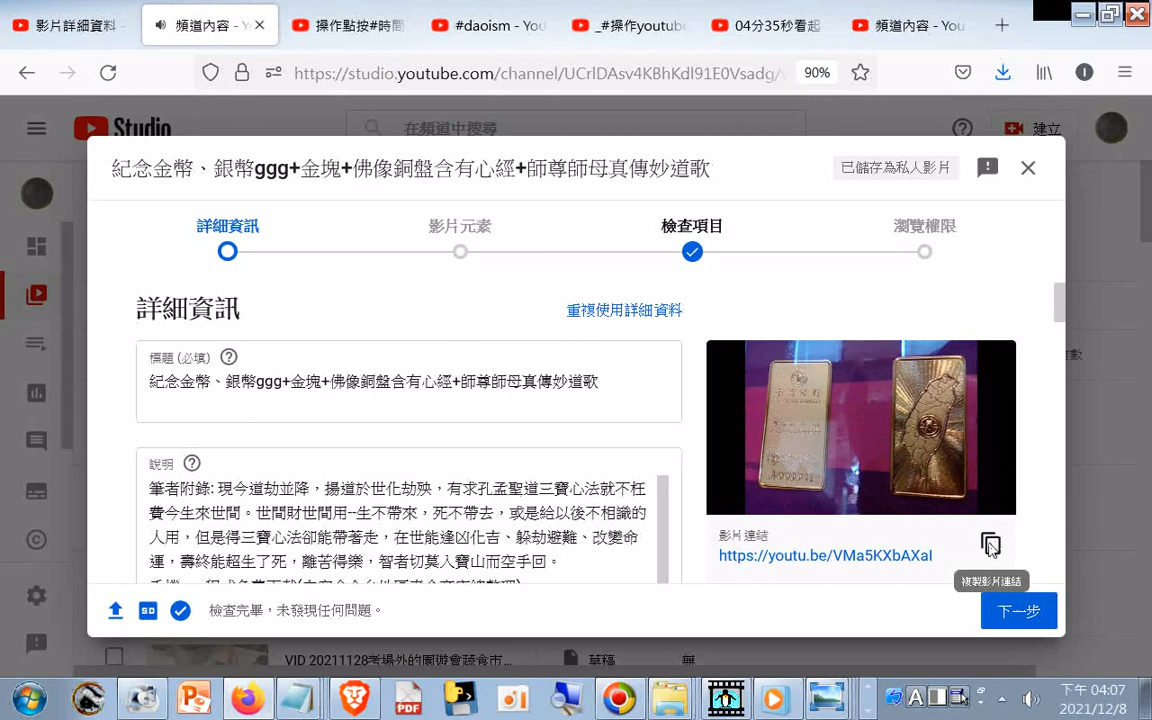 影片詳細資料 -
頻道內容 - Y
操作點按#時間
#daoism - You
_#操作youtube
04分35秒看起
頻道內容 - You
https://studio.youtube.com/channel/UCrlDAsv4KBhKdl91E0Vsadg/
90%
Studio
在頻道中搜尋
建立
紀念金幣、銀幣ggg+金塊+佛像銅盤含有心經+師尊師母真傳妙道歌
已儲存為私人影片
詳細資訊
影片元素
檢查項目
瀏覽權限
詳細資訊
重複使用詳細資料
標題 (必填)
紀念金幣、銀幣ggg+金塊+佛像銅盤含有心經+師尊師母真傳妙道歌
說明
筆者附錄: 現今道劫並降，揚道於世化劫殃，有求孔孟聖道三寶心法就不枉
費今生來世間。世間財世間用--生不帶來，死不帶去，或是給以後不相識的
人用，但是得三寶心法卻能帶著走，在世能逢凶化吉、躲劫避難、改變命
運，壽終能超生了死，離苦得樂，智者切莫入寶山而空手回。
影片連結
https://youtu.be/VMa5KXbAXaI
複製影片連結
SD
檢查完畢，未發現任何問題。
下一步
VID 20211128考場外的園遊會蔬食市...
草稿
無
下午 04:07
2021/12/8